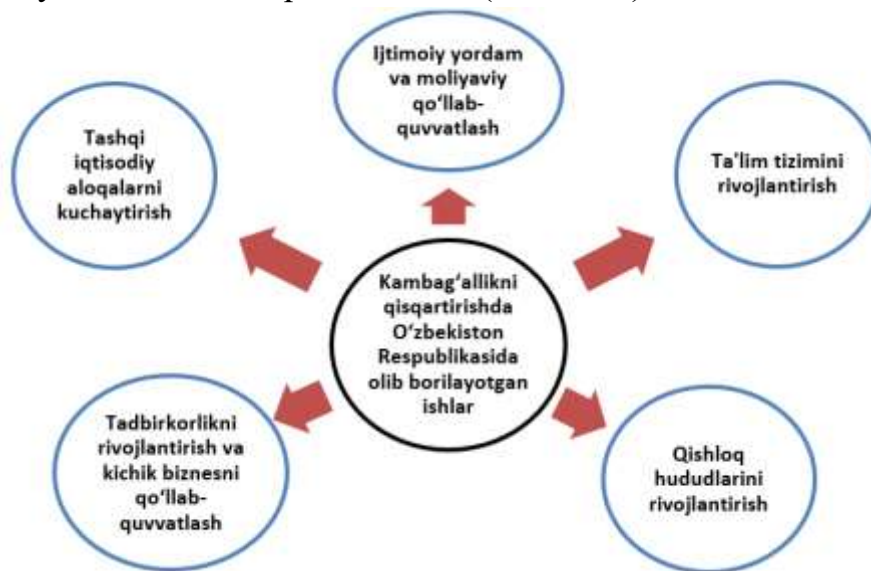 Ijtimoiy yordam
va moliyaviy
qo‘llab-
quvvatlash
Tashqi
iqtisodiy
aloqalarni
kuchaytirish
Ta'lim tizimini
rivojlantirish
Kambag‘allikni
qisqartirishda
O‘zbekiston
Respublikasida
olib borilayotgan
ishlar
Tadbirkorlikni
rivojlantirish va
kichik biznesni
qo‘llab-
quvvatlash
Qishloq
hududlarini
rivojlantirish